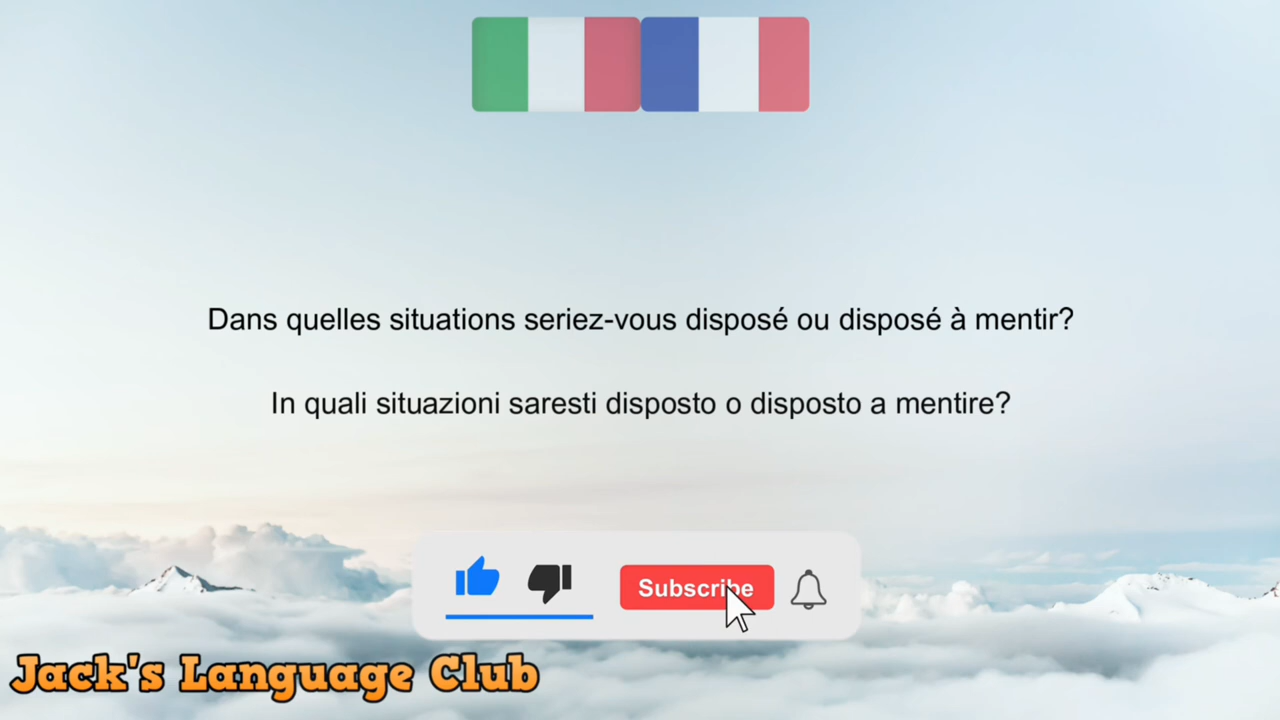 Dans quelles situations seriez-vous disposé ou disposé à mentir?
In quali situazioni saresti disposto o disposto a mentire?
Subscribe
Jack's Language Club